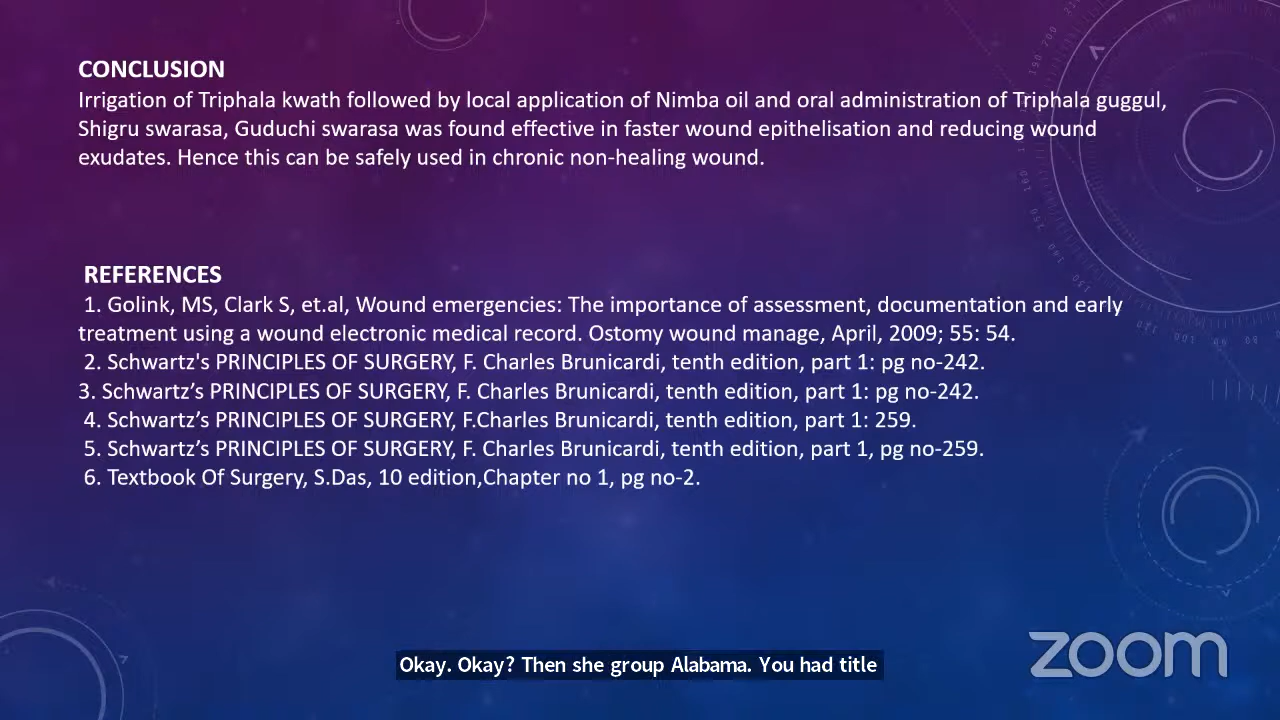 CONCLUSION
Irrigation of Triphala kwath followed by local application of Nimba oil and oral administration of Triphala guggul,
Shigru swarasa, Guduchi swarasa was found effective in faster wound epithelisation and reducing wound
exudates. Hence this can be safely used in chronic non-healing wound.
REFERENCES
1. Golink, MS, Clark S, et.al, Wound emergencies: The importance of assessment, documentation and early
treatment using a wound electronic medical record. Ostomy wound manage, April, 2009; 55: 54.
2. Schwartz's PRINCIPLES OF SURGERY, F. Charles Brunicardi, tenth edition, part 1: pg no-242.
3. Schwartz’s PRINCIPLES OF SURGERY, F. Charles Brunicardi, tenth edition, part 1: pg no-242.
4. Schwartz’s PRINCIPLES OF SURGERY, F.Charles Brunicardi, tenth edition, part 1: 259.
5. Schwartz’s PRINCIPLES OF SURGERY, F. Charles Brunicardi, tenth edition, part 1, pg no-259.
6. Textbook Of Surgery, S.Das, 10 edition,Chapter no 1, pg no-2.
zoom
Okay. Okay? Then she group Alabama. You had title